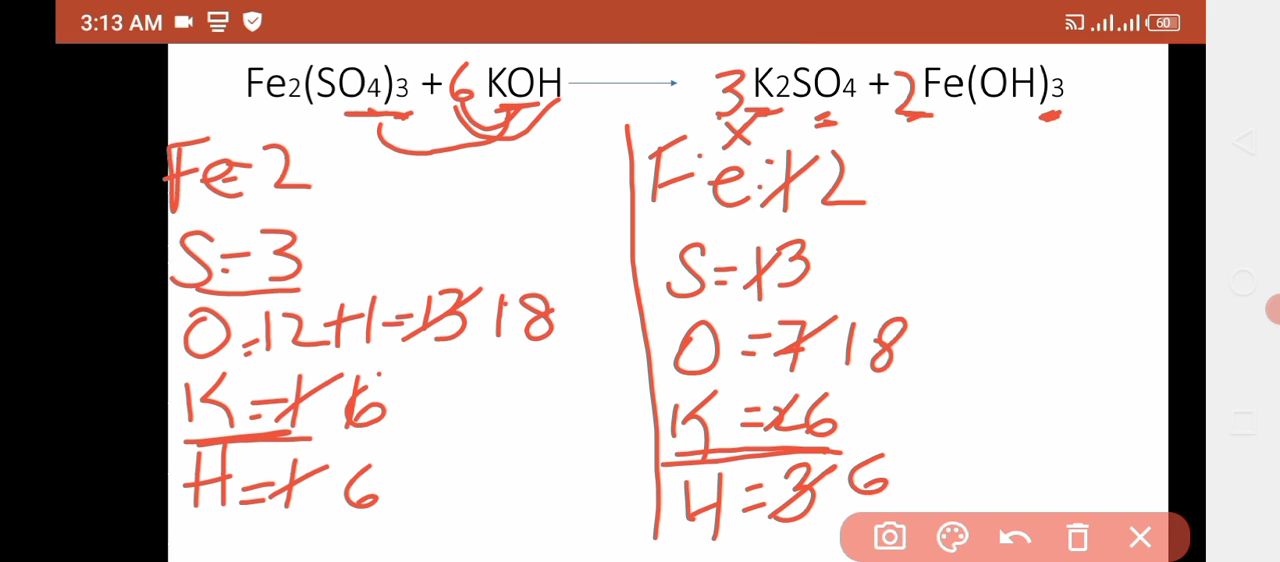 3:13 AM 60
Fe2(SO4)3 + 6 KOH → 3 K2SO4 + 2 Fe(OH)3
x
Fe=2
S=3
O=12+1=13 18
K=1 6
H=1 6
Fe:1 2
S=1 3
O=7 18
K=2 6
H=3 6